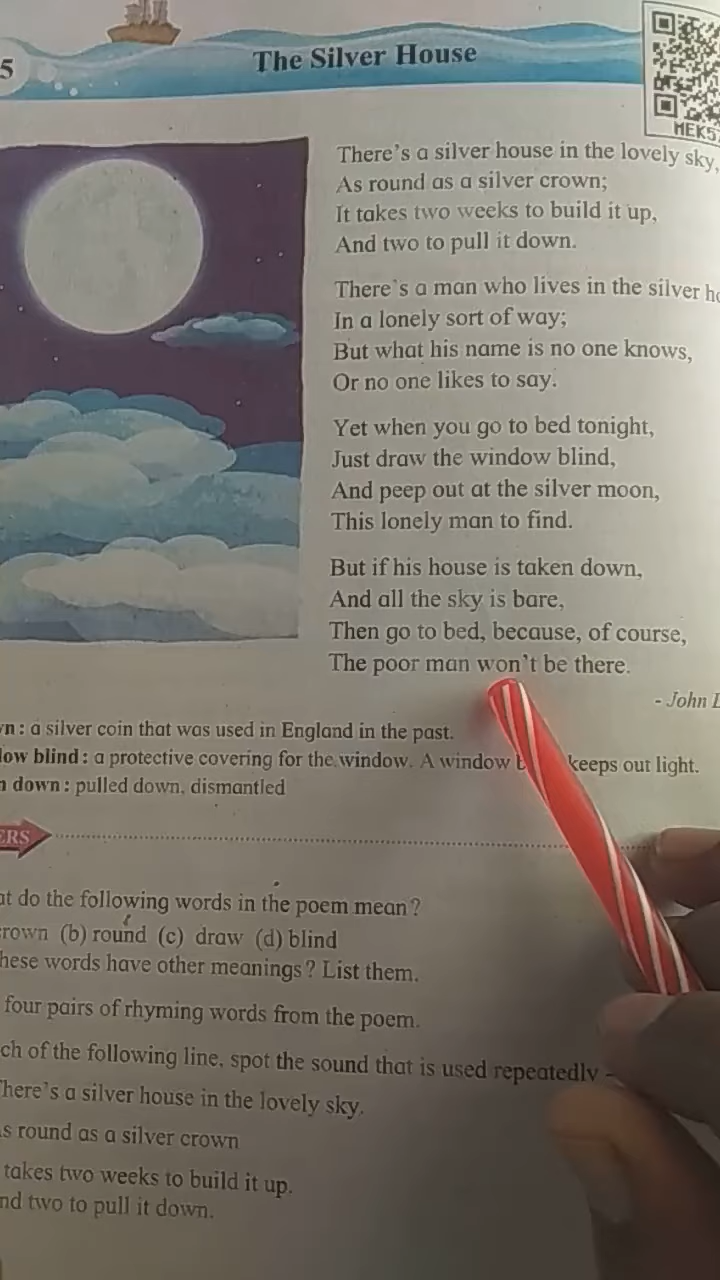 5
The Silver House
MEK5
There's a silver house in the lovely sky,
As round as a silver crown;
It takes two weeks to build it up,
And two to pull it down.
There's a man who lives in the silver
In a lonely sort of way;
But what his name is no one knows,
Or no one likes to say.
Yet when you go to bed tonight,
Just draw the window blind,
And peep out at the silver moon,
This lonely man to find.
But if his house is taken down,
And all the sky is bare,
Then go to bed, because, of course,
The poor man won't be there.
- John
: a silver coin that was used in England in the past.
blind : a protective covering for the window. A window keeps out light.
down : pulled down, dismantled
ERS
do the following words in the poem mean ?
(b) round (c) draw (d) blind
words have other meanings ? List them.
four pairs of rhyming words from the poem.
of the following line, spot the sound that is used repeatedly -
a silver house in the lovely sky.
round as a silver crown
takes two weeks to build it up.
two to pull it down.